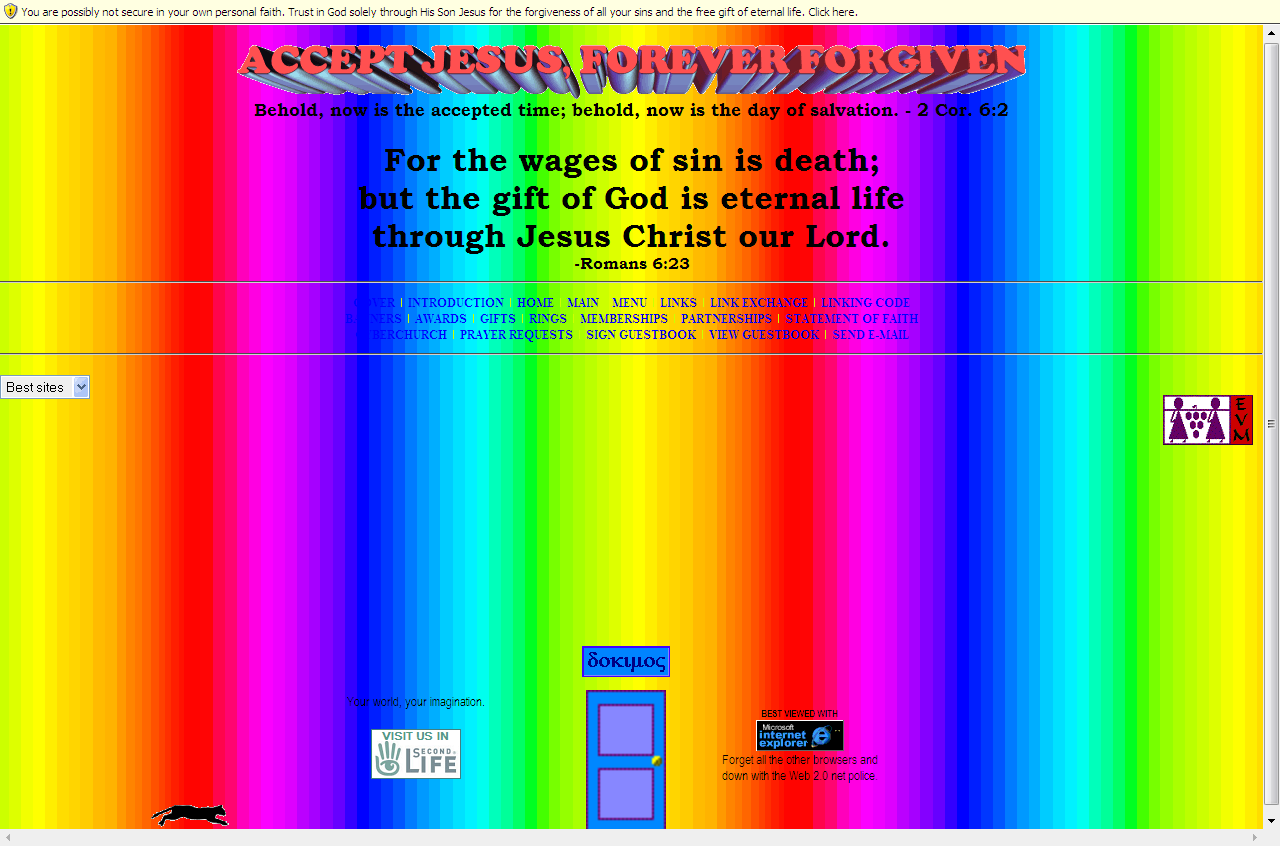 You are possibly not secure in your own personal faith. Trust in God solely through His Son Jesus for the forgiveness of all your sins and the free gift of eternal life. Click here.
ACCEPT JESUS, FOREVER FORGIVEN
Behold, now is the accepted time; behold, now is the day of salvation. - 2 Cor. 6:2
For the wages of sin is death;
but the gift of God is eternal life
through Jesus Christ our Lord.
-Romans 6:23
COVER | INTRODUCTION | HOME | MAIN | MENU | LINKS | LINK EXCHANGE | LINKING CODE
BANNERS | AWARDS | GIFTS | RINGS | MEMBERSHIPS | PARTNERSHIPS | STATEMENT OF FAITH
CYBERCHURCH | PRAYER REQUESTS | SIGN GUESTBOOK | VIEW GUESTBOOK | SEND E-MAIL
Best sites
EVM
δοκιμος
Your world, your imagination.
VISIT US IN
SECOND LIFE
BEST VIEWED WITH
Microsoft
internet
explorer
Forget all the other browsers and
down with the Web 2.0 net police.